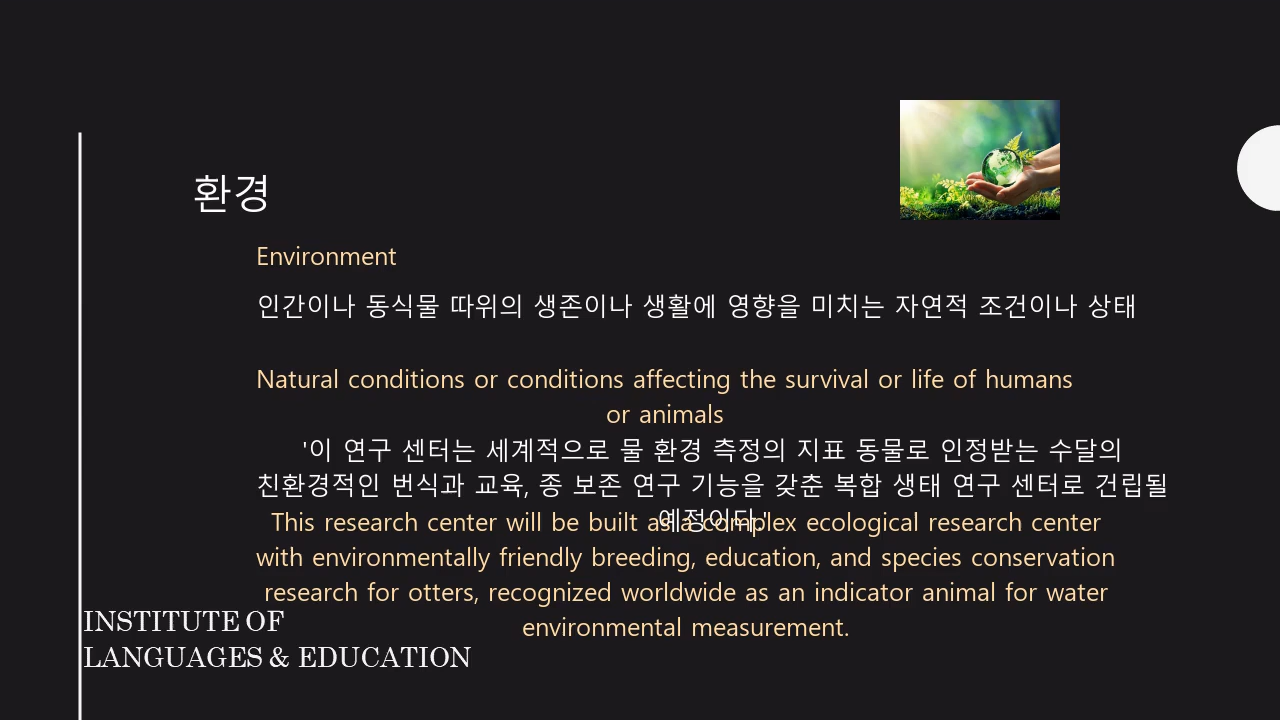 환경
Environment
인간이나 동식물 따위의 생존이나 생활에 영향을 미치는 자연적 조건이나 상태
Natural conditions or conditions affecting the survival or life of humans
or animals
'이 연구 센터는 세계적으로 물 환경 측정의 지표 동물로 인정받는 수달의
친환경적인 번식과 교육, 종 보존 연구 기능을 갖춘 복합 생태 연구 센터로 건립될
예정이다.'
This research center will be built as a complex ecological research center
with environmentally friendly breeding, education, and species conservation
research for otters, recognized worldwide as an indicator animal for water
environmental measurement.
INSTITUTE OF
LANGUAGES & EDUCATION